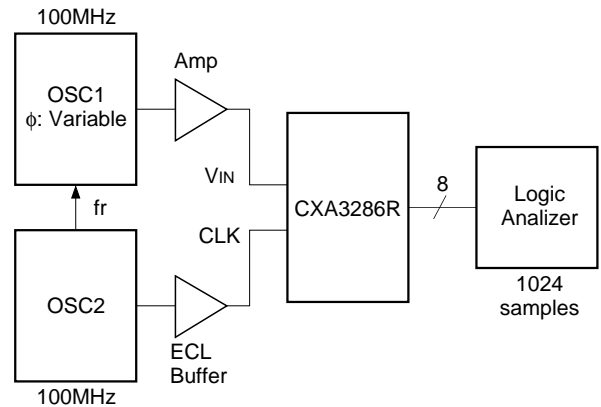 100MHz
OSC1
ϕ: Variable
Amp
VIN
fr
CLK
CXA3286R
8
Logic
Analizer
1024
samples
OSC2
ECL
Buffer
100MHz